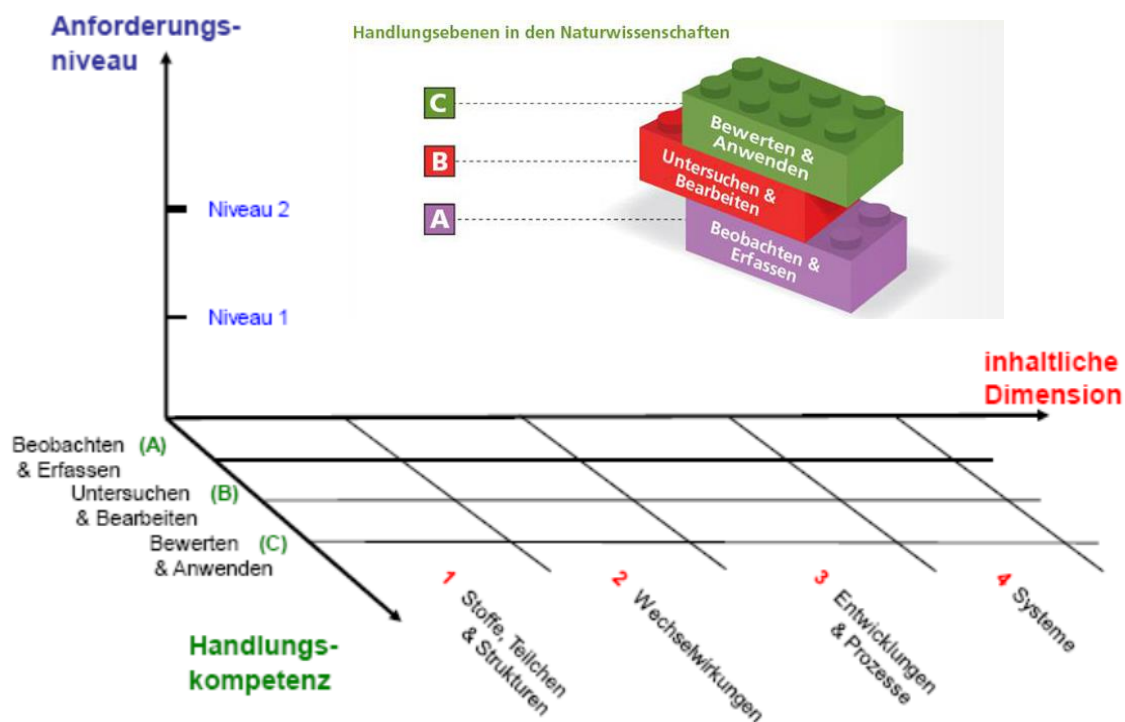 Anforderungs-
niveau
Handlungsebenen in den Naturwissenschaften
C
B
A
Bewerten &
Anwenden
Untersuchen &
Bearbeiten
Beobachten &
Erfassen
Niveau 2
Niveau 1
inhaltliche
Dimension
Beobachten (A)
& Erfassen
Untersuchen (B)
& Bearbeiten
Bewerten (C)
& Anwenden
Handlungs-
kompetenz
1 Stoffe, Teilchen
& Strukturen
2 Wechselwirkungen
3 Entwicklungen
& Prozesse
4 Systeme